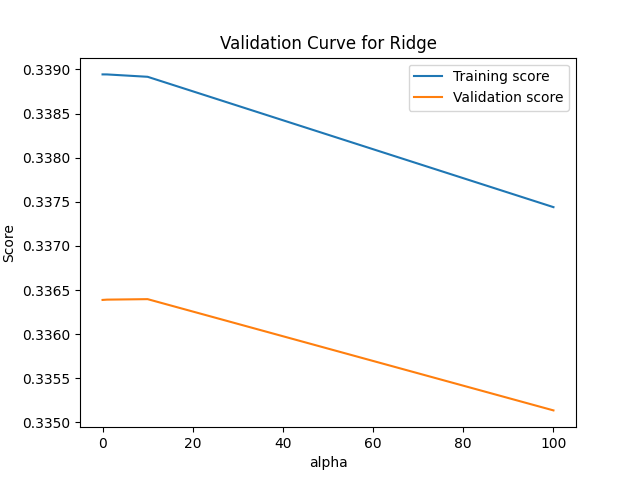 Validation Curve for Ridge
Training score
Validation score
0.3390
0.3385
0.3380
0.3375
0.3370
0.3365
0.3360
0.3355
0.3350
Score
0 20 40 60 80 100
alpha